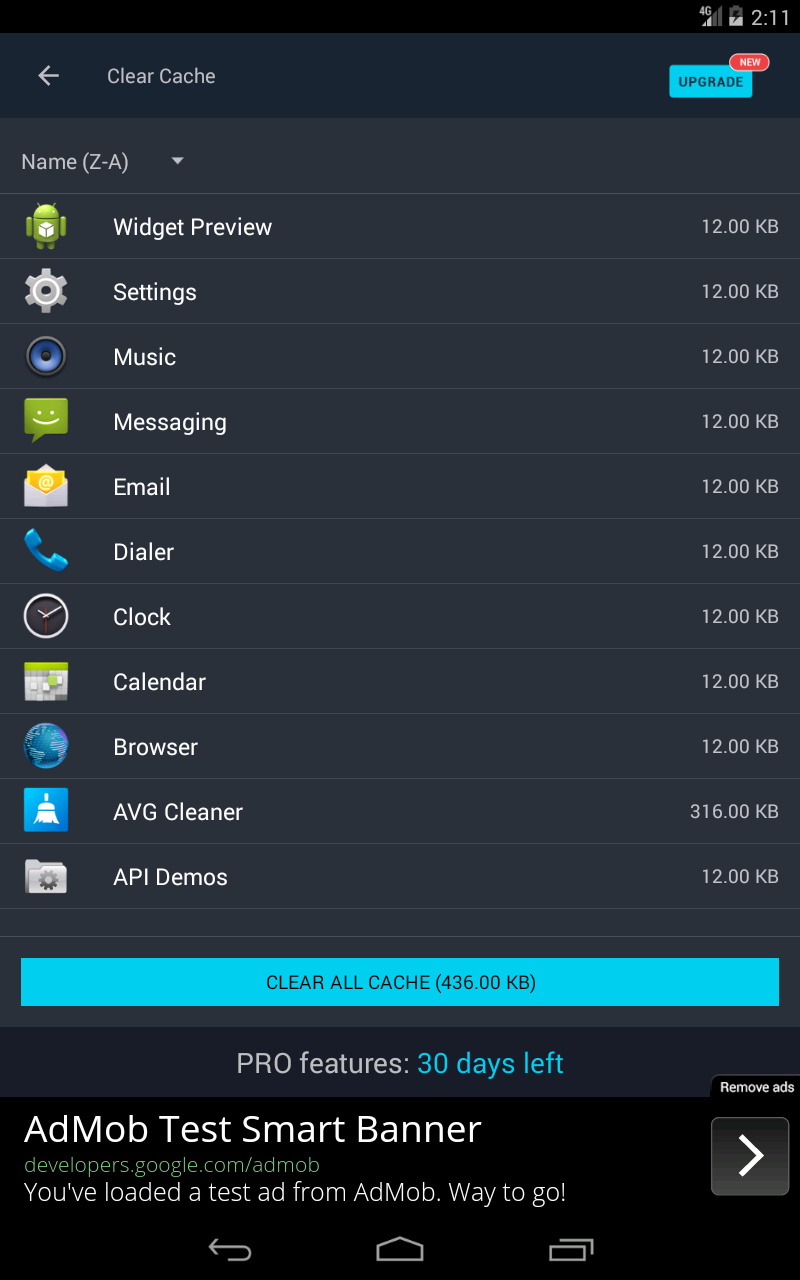 4G 2:11
Clear Cache
NEW
UPGRADE
Name (Z-A)
Widget Preview 12.00 KB
Settings 12.00 KB
Music 12.00 KB
Messaging 12.00 KB
@
Email 12.00 KB
Dialer 12.00 KB
Clock 12.00 KB
Calendar 12.00 KB
Browser 12.00 KB
AVG Cleaner 316.00 KB
API Demos 12.00 KB
CLEAR ALL CACHE (436.00 KB)
PRO features: 30 days left
Remove ads
AdMob Test Smart Banner
developers.google.com/admob
You've loaded a test ad from AdMob. Way to go!